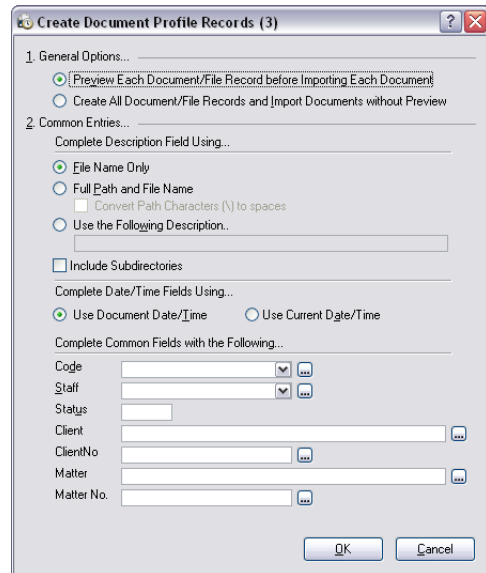 Create Document Profile Records (3)
1. General Options...
Preview Each Document/File Record before Importing Each Document
Create All Document/File Records and Import Documents without Preview
2. Common Entries...
Complete Description Field Using...
File Name Only
Full Path and File Name
Convert Path Characters (\) to spaces
Use the Following Description..
Include Subdirectories
Complete Date/Time Fields Using...
Use Document Date/Time Use Current Date/Time
Complete Common Fields with the Following...
Code ...
Staff ...
Status
Client ...
ClientNo ...
Matter ...
Matter No. ...
OK Cancel